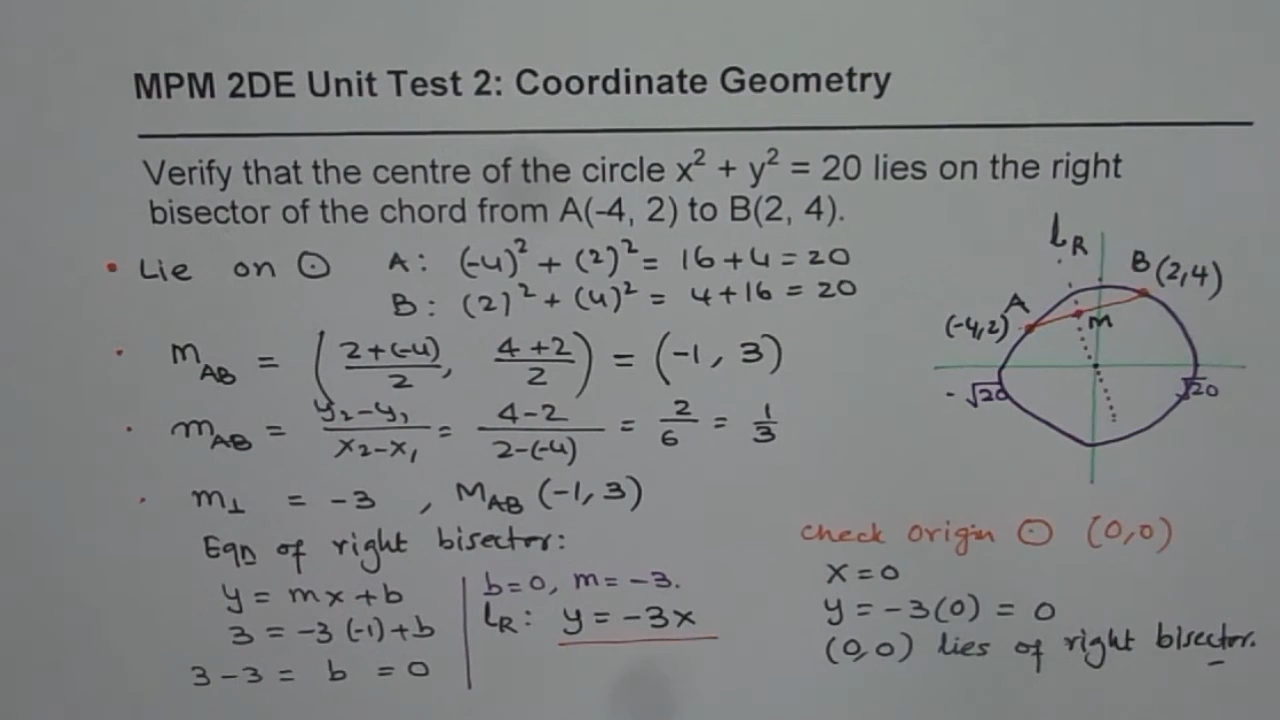 MPM 2DE Unit Test 2: Coordinate Geometry
Verify that the centre of the circle x² + y² = 20 lies on the right
bisector of the chord from A(-4, 2) to B(2, 4).
• Lie on ⊙ A: (-4)² + (2)² = 16+4 = 20
B: (2)² + (4)² = 4+16 = 20
• M_AB = ( (2+(-4))/2, (4+2)/2 ) = (-1, 3)
• m_AB = (y₂-y₁)/(x₂-x₁) = (4-2)/(2-(-4)) = 2/6 = 1/3
• m⊥ = -3 , M_AB (-1, 3)
Eqn of right bisector:
y = mx+b
3 = -3(-1)+b
3-3 = b = 0
b=0, m=-3.
L_R: y = -3x
L_R
B(2,4)
A
(-4,2)
M
-√20
√20
check origin ⊙ (0,0)
x=0
y = -3(0) = 0
(0,0) lies of right bisector.